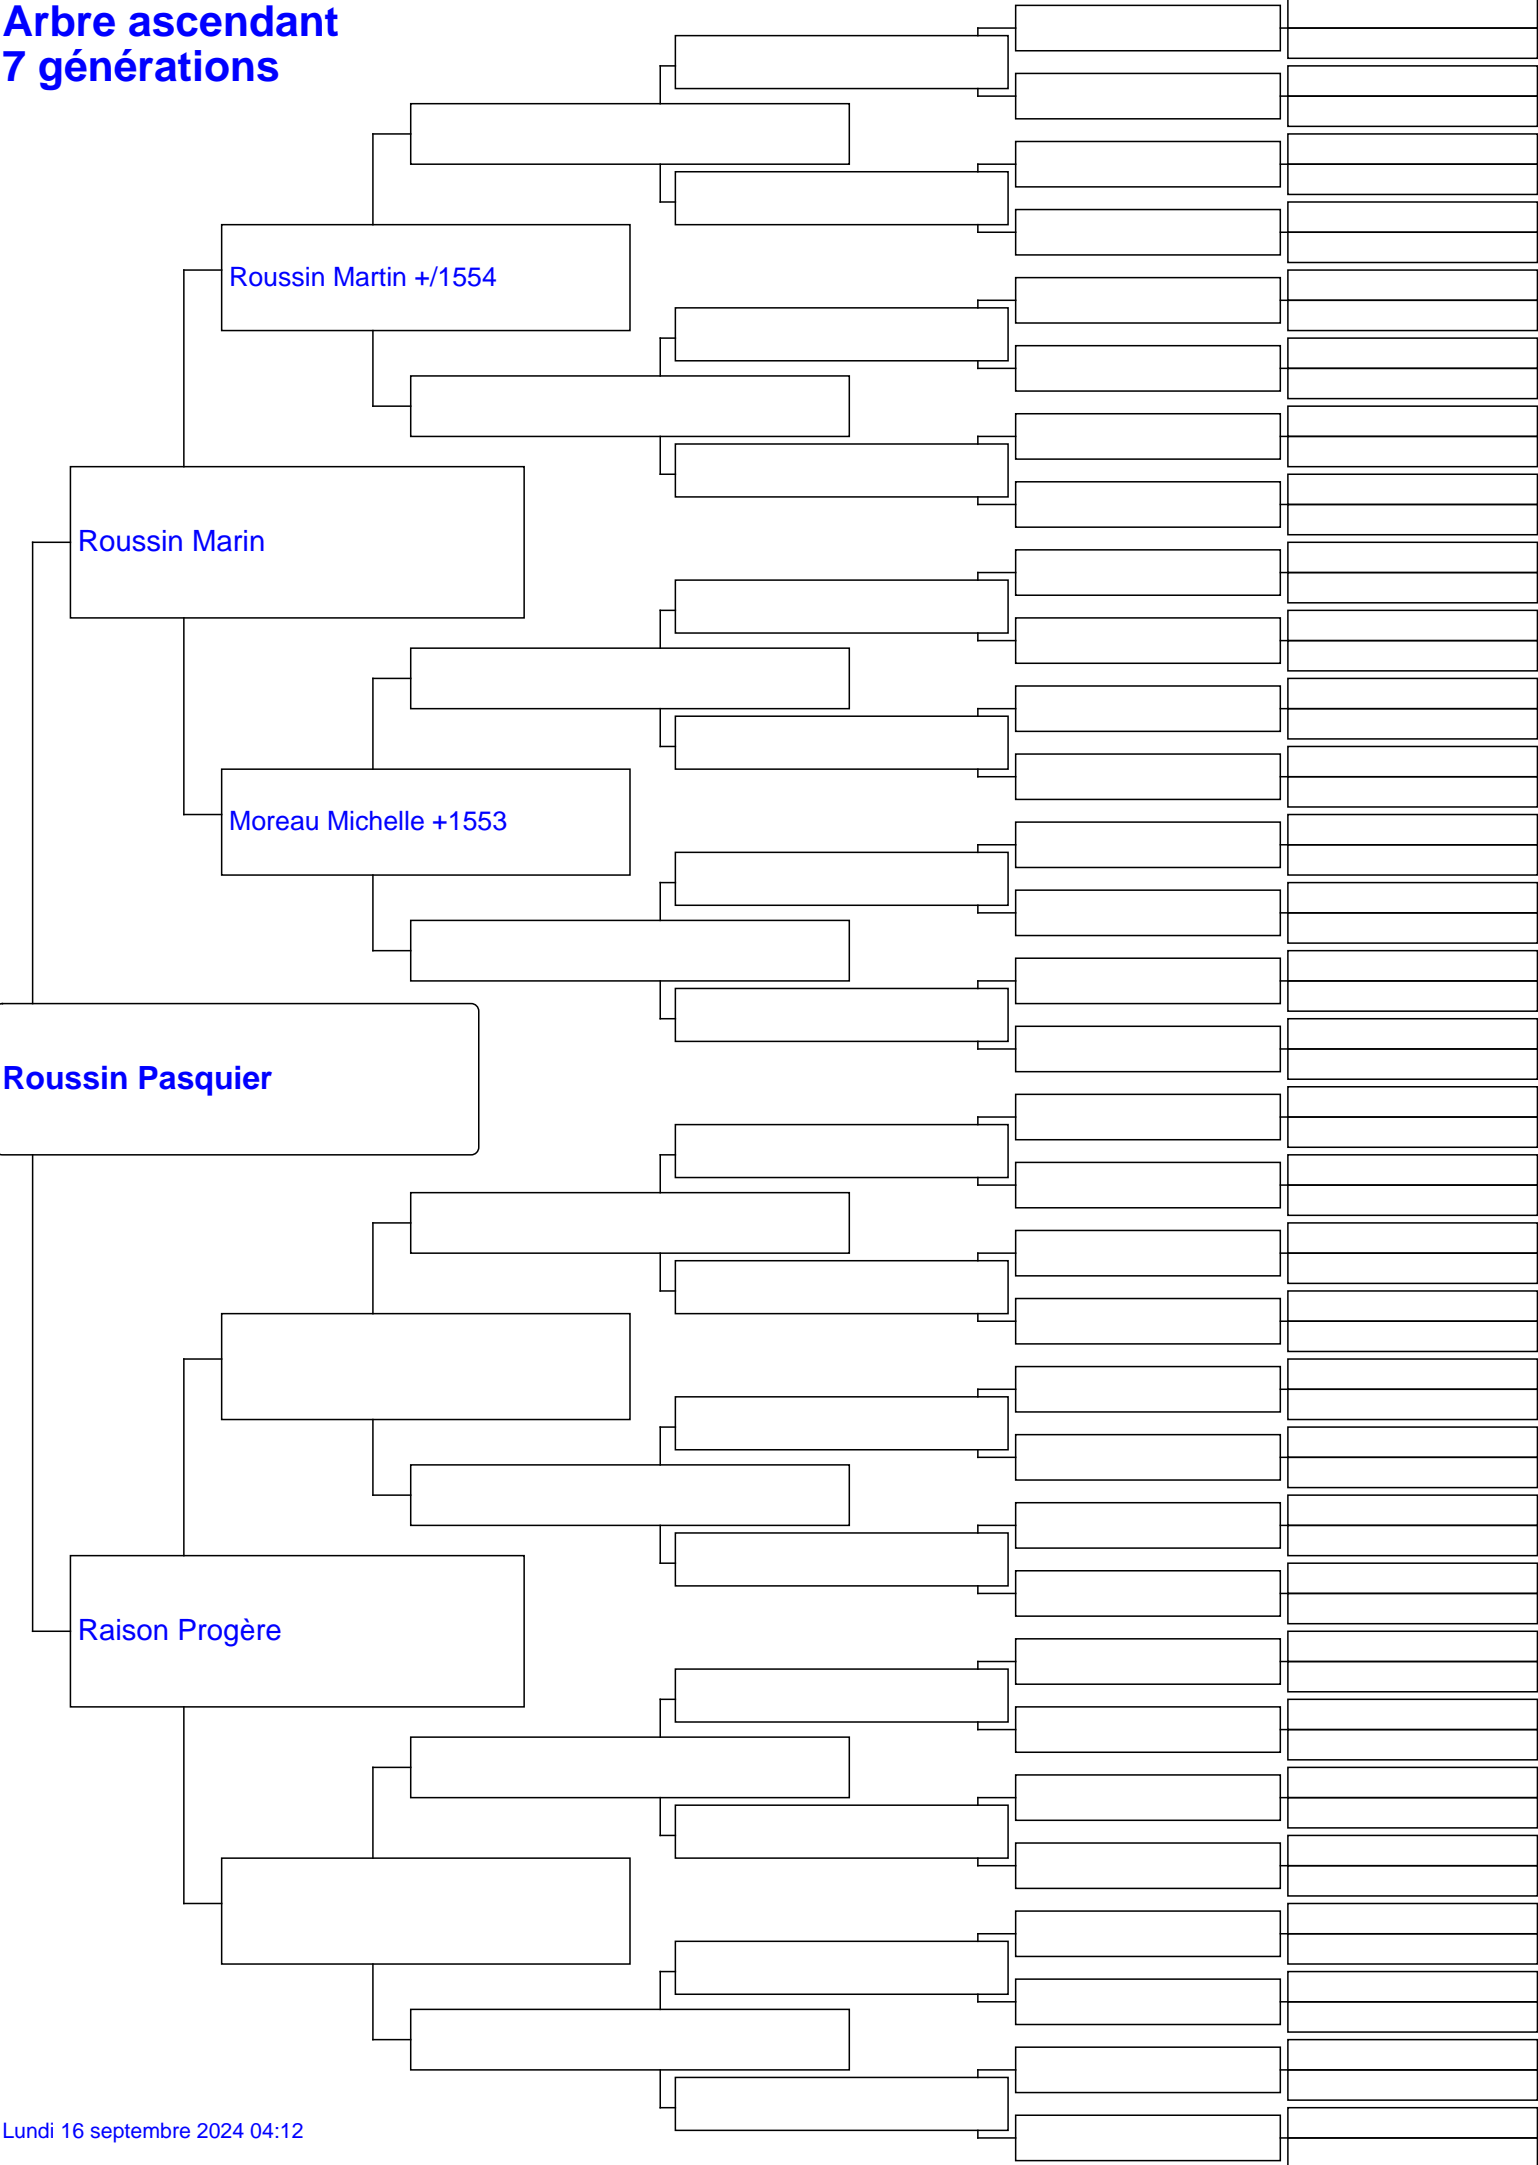 Arbre ascendant
7 générations
Roussin Martin +/1554
Roussin Marin
Moreau Michelle +1553
Roussin Pasquier
Raison Progère
Lundi 16 septembre 2024 04:12